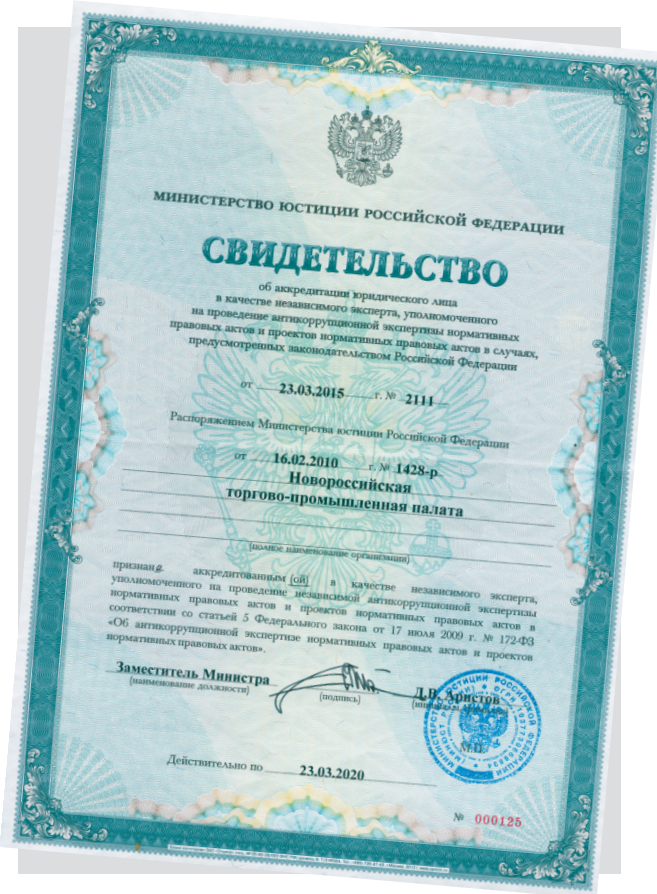 МИНИСТЕРСТВО ЮСТИЦИИ РОССИЙСКОЙ ФЕДЕРАЦИИ
СВИДЕТЕЛЬСТВО
об аккредитации юридического лица
в качестве независимого эксперта, уполномоченного
на проведение антикоррупционной экспертизы нормативных
правовых актов и проектов нормативных правовых актов в случаях,
предусмотренных законодательством Российской Федерации
от 23.03.2015 г. № 2111
Распоряжением Министерства юстиции Российской Федерации
от 16.02.2010 г. № 1428-р
Новороссийская
торгово-промышленная палата
(полное наименование организации)
признана аккредитованным (ой) в качестве независимого эксперта,
уполномоченного на проведение независимой антикоррупционной экспертизы
нормативных правовых актов и проектов нормативных правовых актов в
соответствии со статьей 5 Федерального закона от 17 июля 2009 г. № 172-ФЗ
«Об антикоррупционной экспертизе нормативных правовых актов и проектов
нормативных правовых актов».
Заместитель Министра Д.В. Аристов
(наименование должности) (подпись)
М.П.
Действительно по 23.03.2020
№ 000125